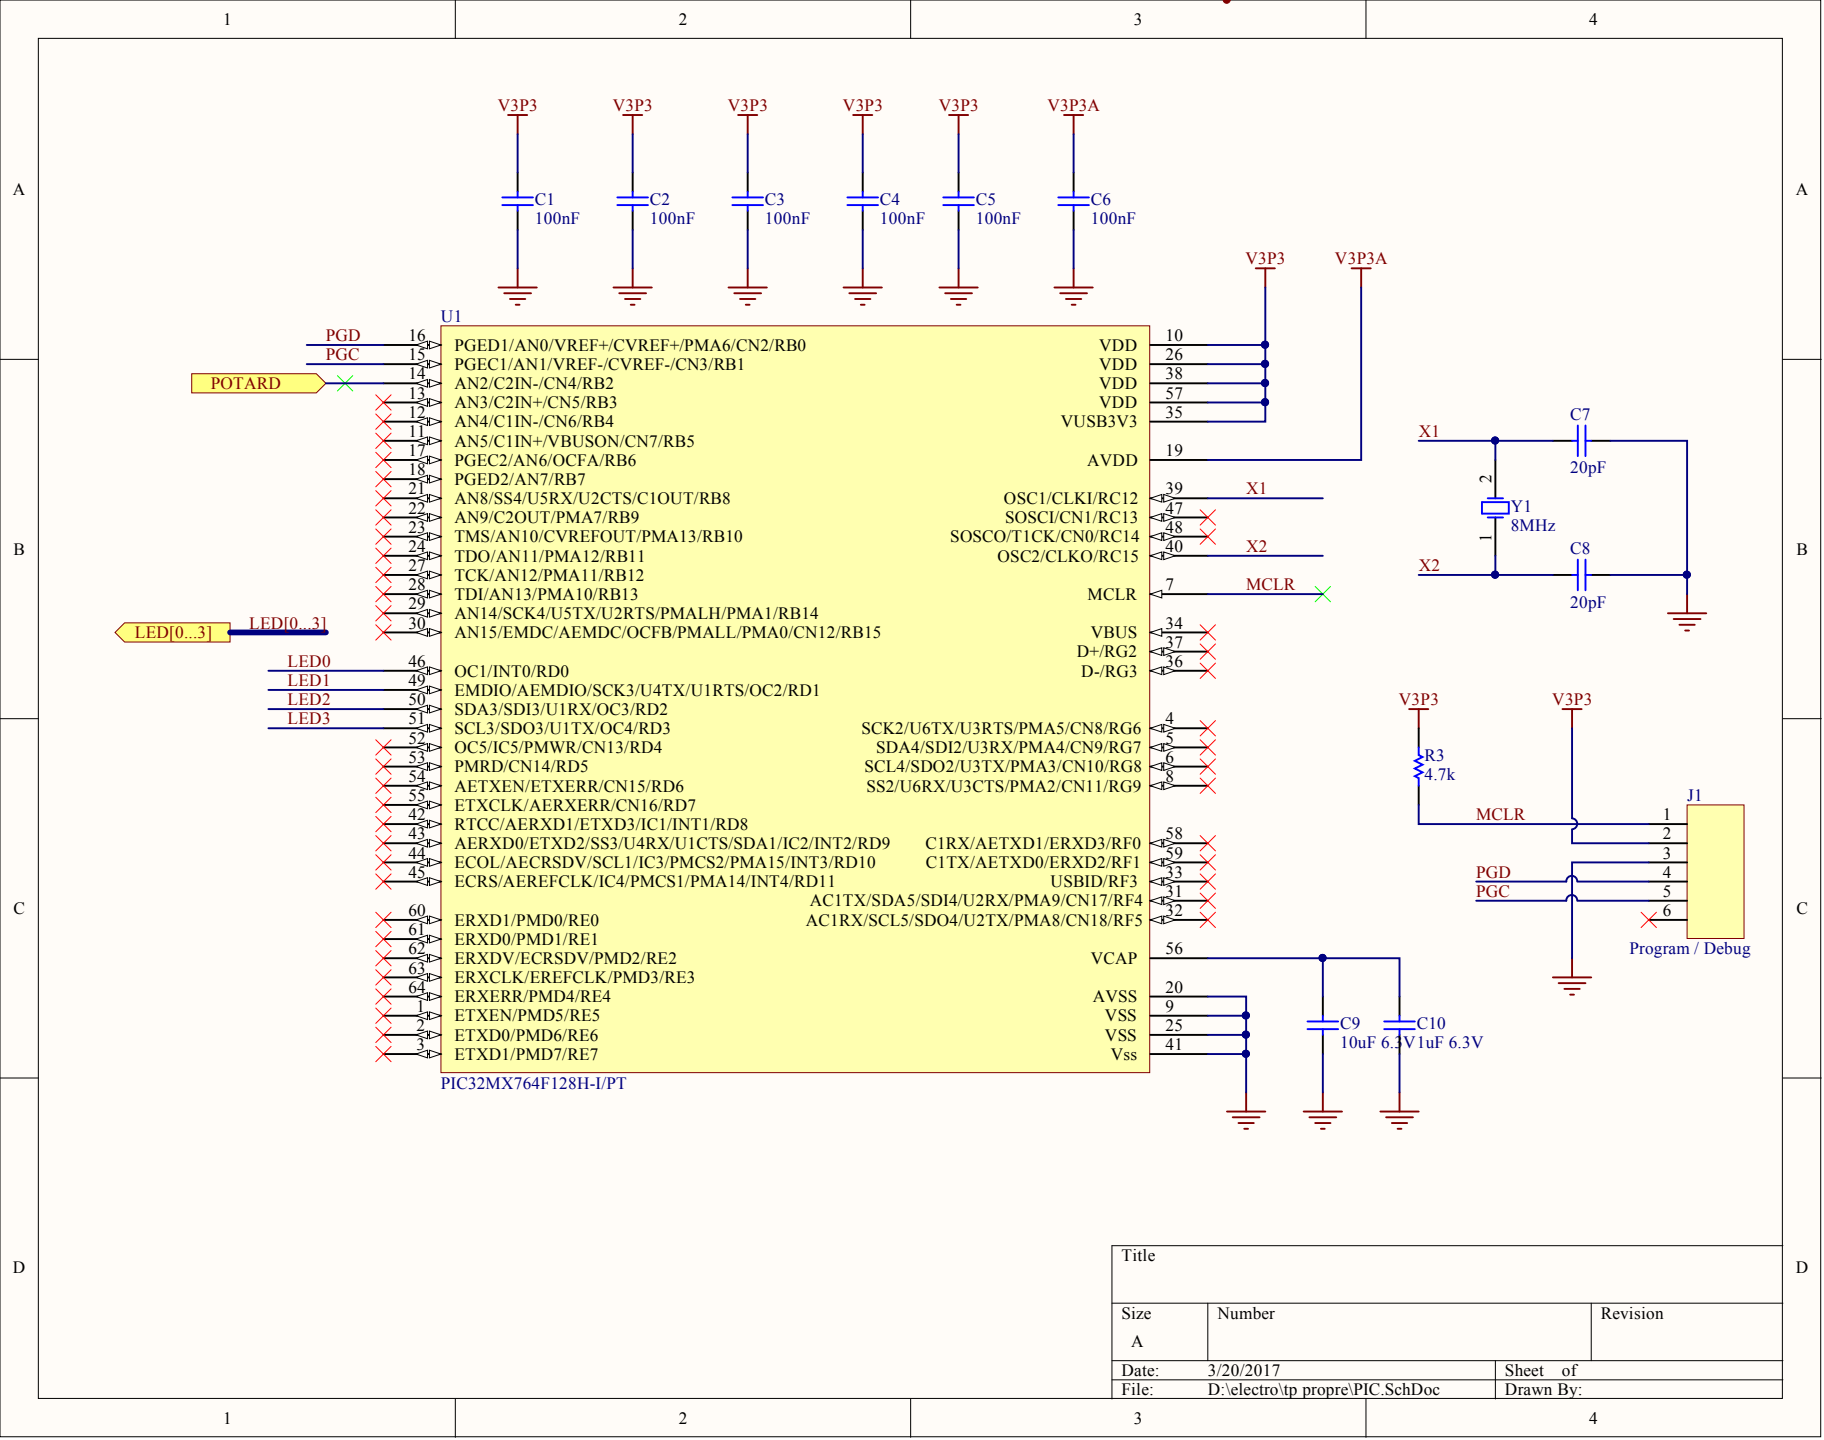 1 2 3 4
A A
B B
C C
D D
1 2 3 4
V3P3 V3P3 V3P3 V3P3 V3P3 V3P3A
C1 C2 C3 C4 C5 C6
100nF 100nF 100nF 100nF 100nF 100nF
V3P3 V3P3A
U1
PGD 16 PGED1/AN0/VREF+/CVREF+/PMA6/CN2/RB0
PGC 15 PGEC1/AN1/VREF-/CVREF-/CN3/RB1
POTARD 14 AN2/C2IN-/CN4/RB2
13 AN3/C2IN+/CN5/RB3
12 AN4/C1IN-/CN6/RB4
11 AN5/C1IN+/VBUSON/CN7/RB5
17 PGEC2/AN6/OCFA/RB6
18 PGED2/AN7/RB7
21 AN8/SS4/U5RX/U2CTS/C1OUT/RB8
22 AN9/C2OUT/PMA7/RB9
23 TMS/AN10/CVREFOUT/PMA13/RB10
24 TDO/AN11/PMA12/RB11
27 TCK/AN12/PMA11/RB12
28 TDI/AN13/PMA10/RB13
29 AN14/SCK4/U5TX/U2RTS/PMALH/PMA1/RB14
30 AN15/EMDC/AEMDC/OCFB/PMALL/PMA0/CN12/RB15
LED[0...3] LED[0...3]
LED0 46 OC1/INT0/RD0
LED1 49 EMDIO/AEMDIO/SCK3/U4TX/U1RTS/OC2/RD1
LED2 50 SDA3/SDI3/U1RX/OC3/RD2
LED3 51 SCL3/SDO3/U1TX/OC4/RD3
52 OC5/IC5/PMWR/CN13/RD4
53 PMRD/CN14/RD5
54 AETXEN/ETXERR/CN15/RD6
55 ETXCLK/AERXERR/CN16/RD7
42 RTCC/AERXD1/ETXD3/IC1/INT1/RD8
43 AERXD0/ETXD2/SS3/U4RX/U1CTS/SDA1/IC2/INT2/RD9
44 ECOL/AECRSDV/SCL1/IC3/PMCS2/PMA15/INT3/RD10
45 ECRS/AEREFCLK/IC4/PMCS1/PMA14/INT4/RD11
60 ERXD1/PMD0/RE0
61 ERXD0/PMD1/RE1
62 ERXDV/ECRSDV/PMD2/RE2
63 ERXCLK/EREFCLK/PMD3/RE3
64 ERXERR/PMD4/RE4
1 ETXEN/PMD5/RE5
2 ETXD0/PMD6/RE6
3 ETXD1/PMD7/RE7
PIC32MX764F128H-I/PT
VDD 10
VDD 26
VDD 38
VDD 57
VUSB3V3 35
AVDD 19
OSC1/CLKI/RC12 39 X1
SOSCI/CN1/RC13 47
SOSCO/T1CK/CN0/RC14 48
OSC2/CLKO/RC15 40 X2
MCLR 7 MCLR
VBUS 34
D+/RG2 37
D-/RG3 36
SCK2/U6TX/U3RTS/PMA5/CN8/RG6 4
SDA4/SDI2/U3RX/PMA4/CN9/RG7 5
SCL4/SDO2/U3TX/PMA3/CN10/RG8 6
SS2/U6RX/U3CTS/PMA2/CN11/RG9 8
C1RX/AETXD1/ERXD3/RF0 58
C1TX/AETXD0/ERXD2/RF1 59
USBID/RF3 33
AC1TX/SDA5/SDI4/U2RX/PMA9/CN17/RF4 31
AC1RX/SCL5/SDO4/U2TX/PMA8/CN18/RF5 32
VCAP 56
AVSS 20
VSS 9
VSS 25
Vss 41
C9 C10
10uF 6.3V 1uF 6.3V
X1 C7
20pF
2
Y1
8MHz
1
X2 C8
20pF
V3P3 V3P3
R3
4.7k
J1
MCLR 1
2
3
PGD 4
PGC 5
6
Program / Debug
Title
Size Number Revision
A
Date: 3/20/2017 Sheet of
File: D:\electro\tp propre\PIC.SchDoc Drawn By: